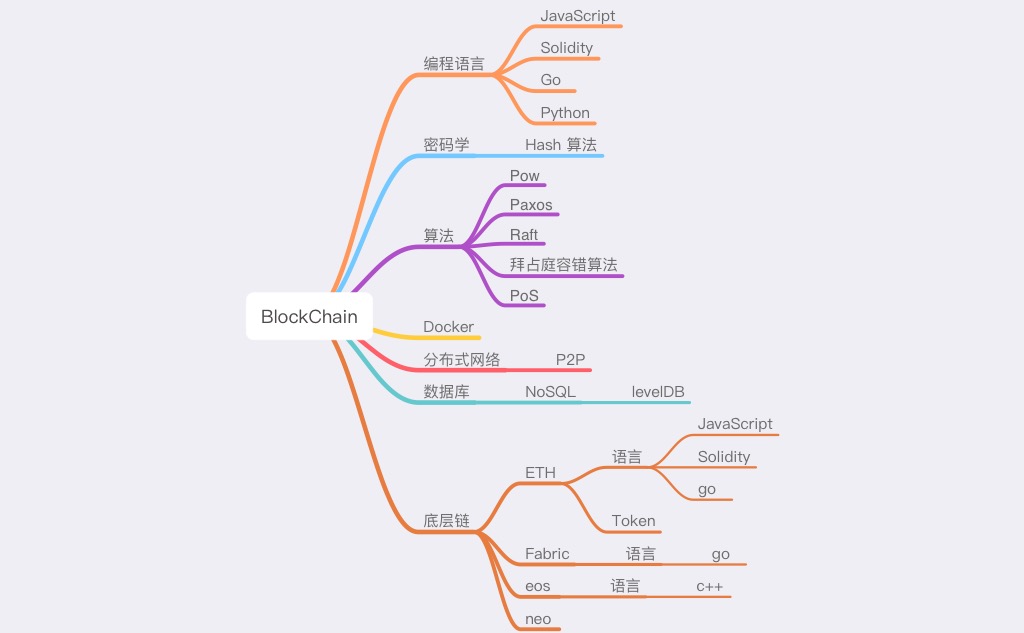 JavaScript
Solidity
编程语言
Go
Python
密码学 Hash 算法
Pow
Paxos
算法
Raft
拜占庭容错算法
PoS
BlockChain
Docker
分布式网络 P2P
数据库 NoSQL levelDB
JavaScript
语言
Solidity
ETH
go
底层链
Token
Fabric 语言 go
eos 语言 c++
neo